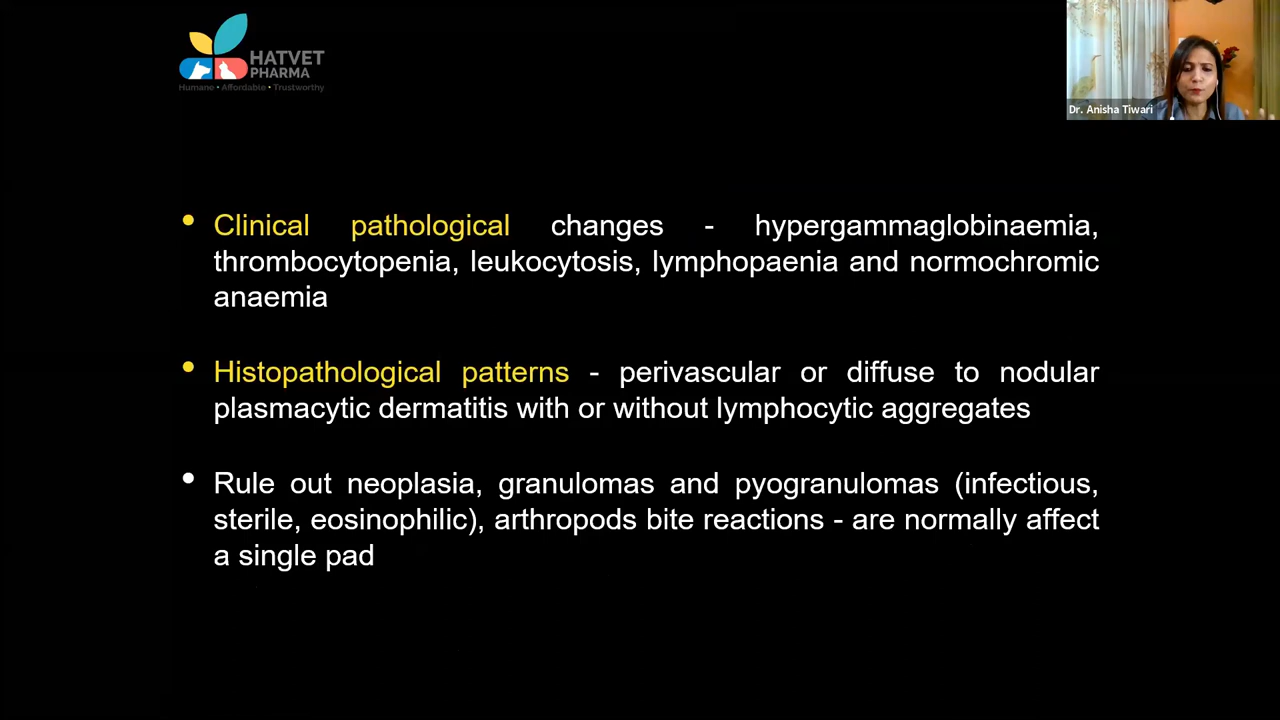 HATVET
PHARMA
Humane • Affordable • Trustworthy
Dr. Anisha Tiwari
• Clinical pathological changes - hypergammaglobinaemia,
thrombocytopenia, leukocytosis, lymphopaenia and normochromic
anaemia
• Histopathological patterns - perivascular or diffuse to nodular
plasmacytic dermatitis with or without lymphocytic aggregates
• Rule out neoplasia, granulomas and pyogranulomas (infectious,
sterile, eosinophilic), arthropods bite reactions - are normally affect
a single pad